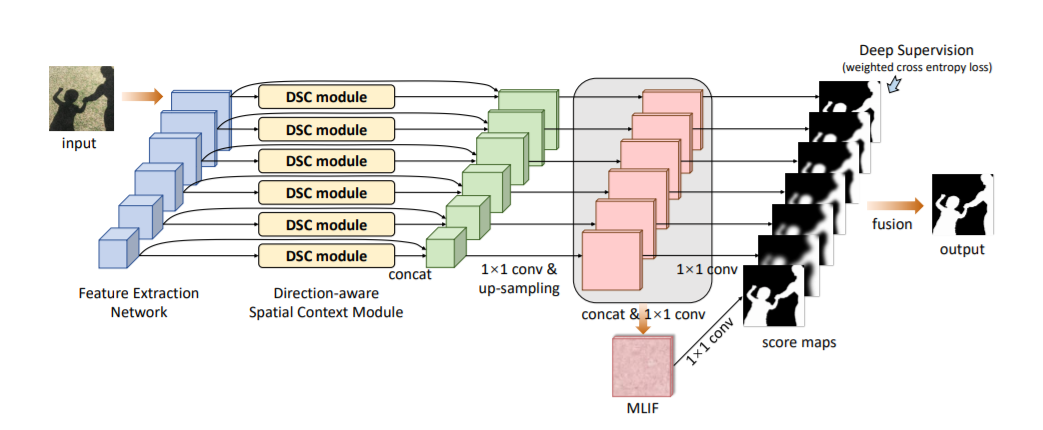 Deep Supervision
(weighted cross entropy loss)
input
DSC module
DSC module
DSC module
DSC module
DSC module
DSC module
concat
1×1 conv &
up-sampling
1×1 conv
fusion
output
Feature Extraction
Network
Direction-aware
Spatial Context Module
concat & 1×1 conv
1×1 conv
score maps
MLIF